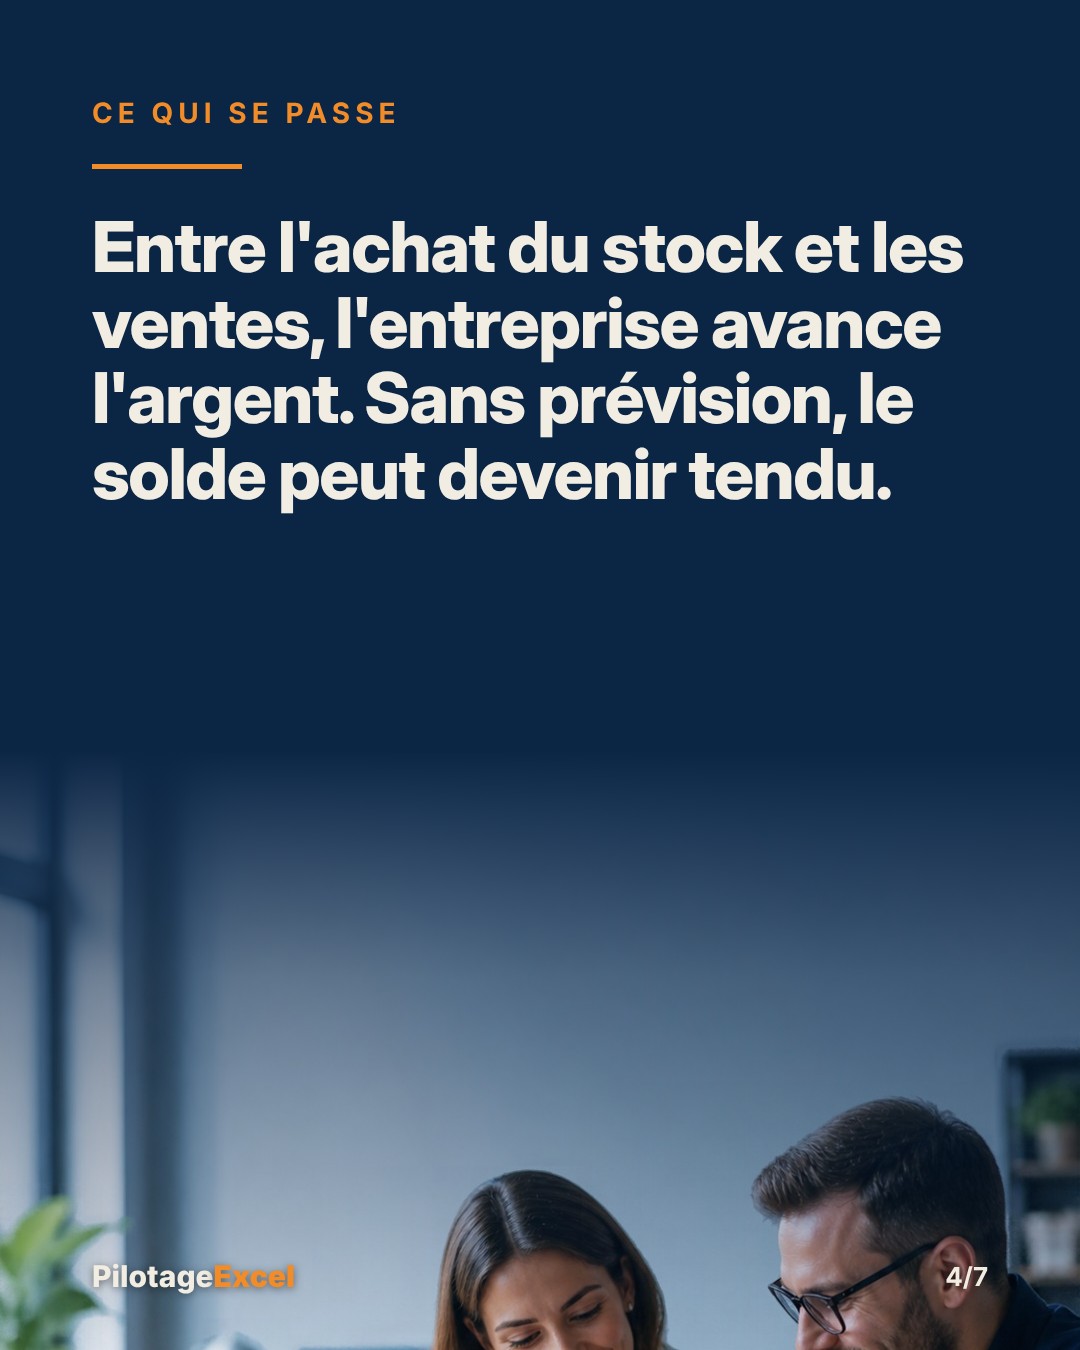 CE QUI SE PASSE
Entre l'achat du stock et les
ventes, l'entreprise avance
l'argent. Sans prévision, le
solde peut devenir tendu.
PilotageExcel
4/7